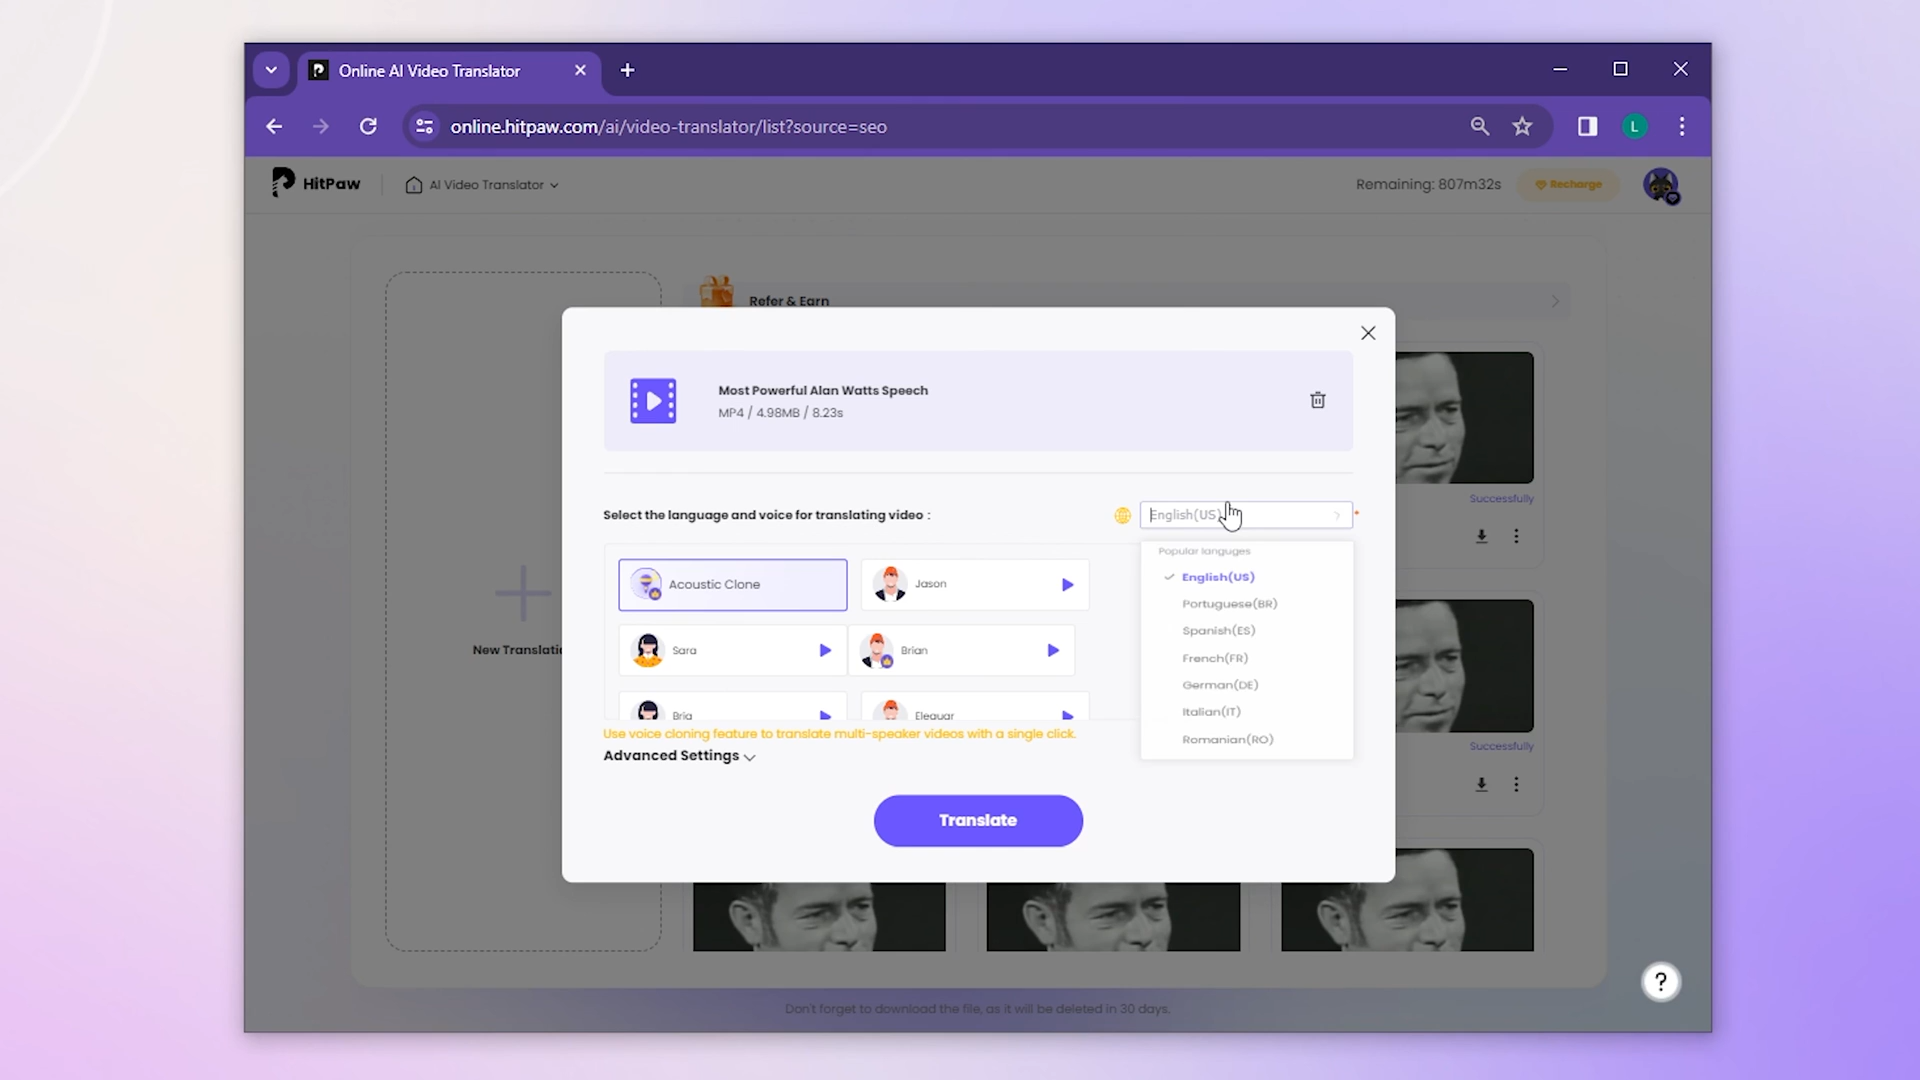 Online AI Video Translator
online.hitpaw.com/ai/video-translator/list?source=seo
L
HitPaw
AI Video Translator
Remaining: 807m32s
Recharge
Refer & Earn
Most Powerful Alan Watts Speech
MP4 / 4.98MB / 8.23s
Successfully
Select the language and voice for translating video :
English(US)
*
Popular languges
English(US)
Portuguese(BR)
Spanish(ES)
French(FR)
German(DE)
Italian(IT)
Romanian(RO)
Acoustic Clone
Jason
Sara
Brian
Bria
Eleguar
New Translatio
Successfully
Use voice cloning feature to translate multi-speaker videos with a single click.
Advanced Settings
Translate
?
Don't forget to download the file, as it will be deleted in 30 days.